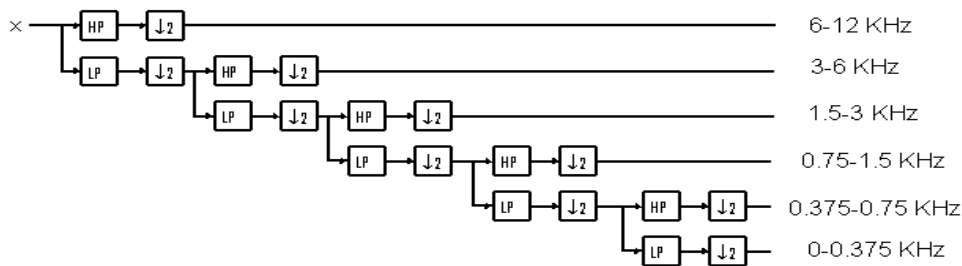 x HP ↓2 6-12 KHz
LP ↓2 HP ↓2 3-6 KHz
LP ↓2 HP ↓2 1.5-3 KHz
LP ↓2 HP ↓2 0.75-1.5 KHz
LP ↓2 HP ↓2 0.375-0.75 KHz
LP ↓2 0-0.375 KHz